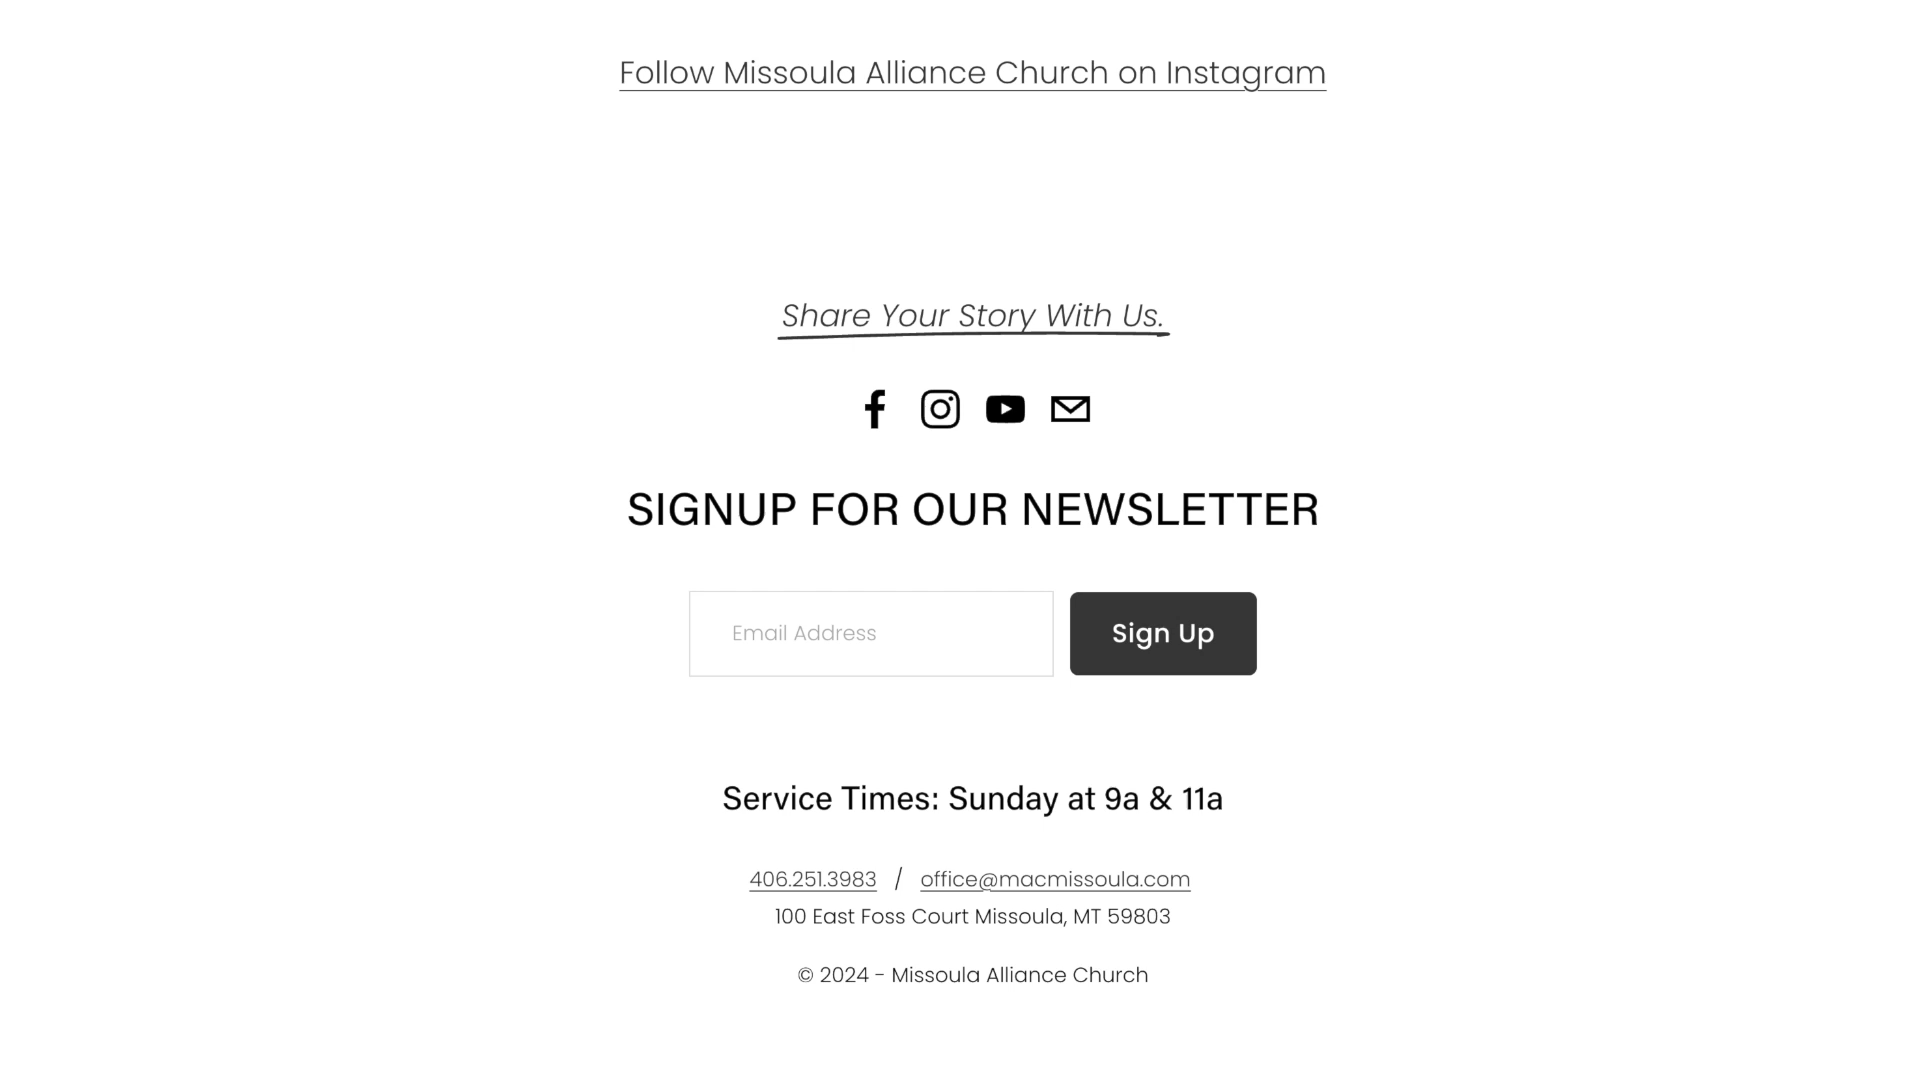 Follow Missoula Alliance Church on Instagram
Share Your Story With Us.
SIGNUP FOR OUR NEWSLETTER
Email Address
Sign Up
Service Times: Sunday at 9a & 11a
406.251.3983 / office@macmissoula.com
100 East Foss Court Missoula, MT 59803
© 2024 - Missoula Alliance Church